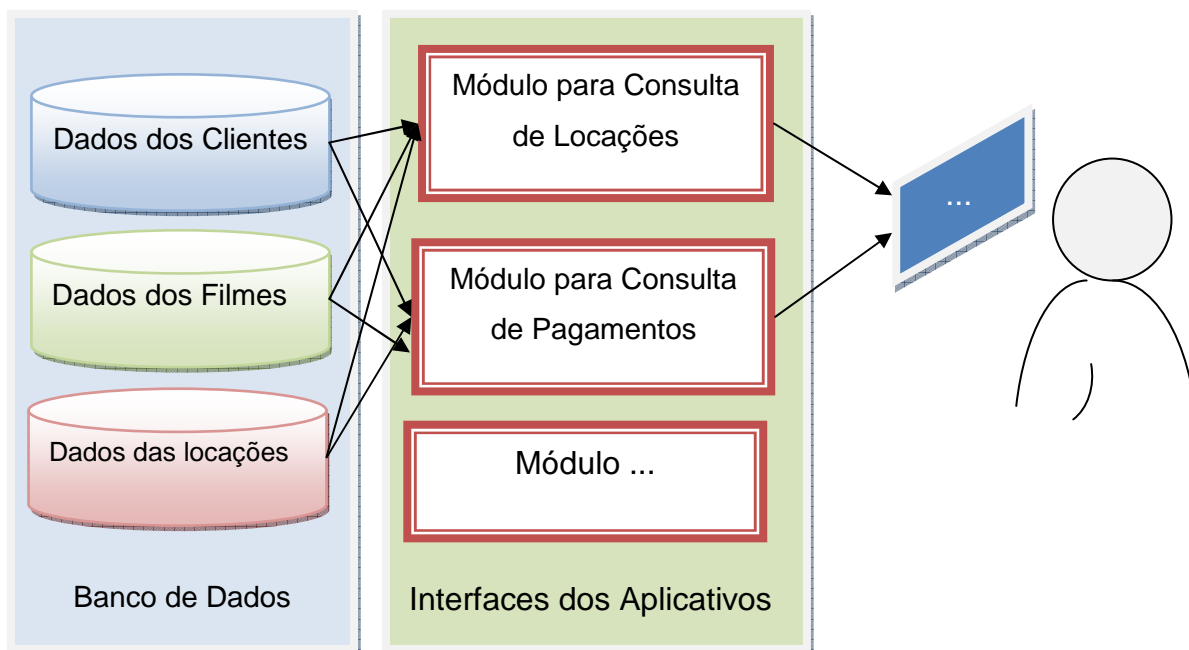 Dados dos Clientes
Dados dos Filmes
Dados das locações
Banco de Dados
Módulo para Consulta
de Locações
Módulo para Consulta
de Pagamentos
Módulo ...
Interfaces dos Aplicativos
...